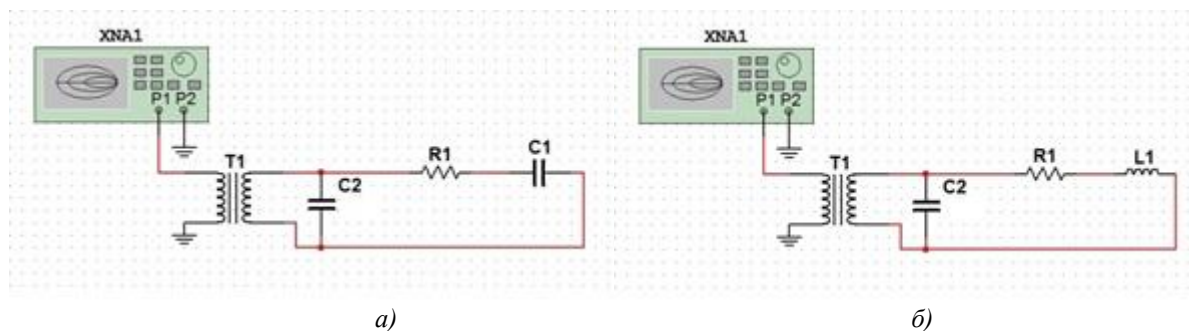 XNA1
P1 P2
T1
C2
R1
C1
XNA1
P1 P2
T1
C2
R1
L1
а)
б)